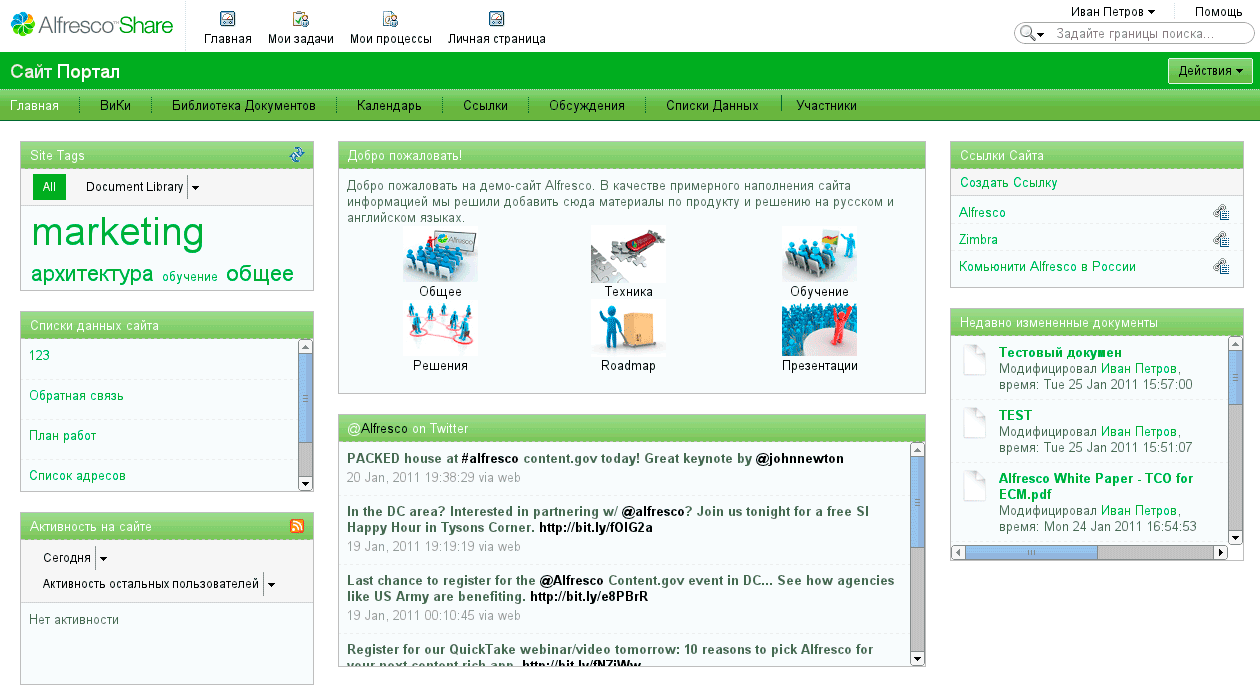 Alfresco™ Share
Главная
Мои задачи
Мои процессы
Личная страница
Иван Петров
Помощь
Задайте границы поиска...
Сайт Портал
Действия
Главная
ВиКи
Библиотека Документов
Календарь
Ссылки
Обсуждения
Списки Данных
Участники
Site Tags
All
Document Library
marketing
архитектура обучение общее
Списки данных сайта
123
Обратная связь
План работ
Список адресов
Активность на сайте
Сегодня
Активность остальных пользователей
Нет активности
Добро пожаловать!
Добро пожаловать на демо-сайт Alfresco. В качестве примерного наполнения сайта
информацией мы решили добавить сюда материалы по продукту и решению на русском и
английском языках.
Alfresco
Общее
Техника
Обучение
Решения
Roadmap
Презентации
@Alfresco on Twitter
PACKED house at #alfresco content.gov today! Great keynote by @johnnewton
20 Jan, 2011 19:38:29 via web
In the DC area? Interested in partnering w/ @alfresco? Join us tonight for a free SI
Happy Hour in Tysons Corner. http://bit.ly/fOIG2a
19 Jan, 2011 19:19:19 via web
Last chance to register for the @Alfresco Content.gov event in DC... See how agencies
like US Army are benefiting. http://bit.ly/e8PBrR
19 Jan, 2011 00:10:45 via web
Register for our QuickTake webinar/video tomorrow: 10 reasons to pick Alfresco for
your next content rich app.
Ссылки Сайта
Создать Ссылку
Alfresco
Zimbra
Комьюнити Alfresco в России
Недавно измененные документы
Тестовый докумен
Модифицировал Иван Петров,
время: Tue 25 Jan 2011 15:57:00
TEST
Модифицировал Иван Петров,
время: Tue 25 Jan 2011 15:51:07
Alfresco White Paper - TCO for
ECM.pdf
Модифицировал Иван Петров,
время: Mon 24 Jan 2011 16:54:53